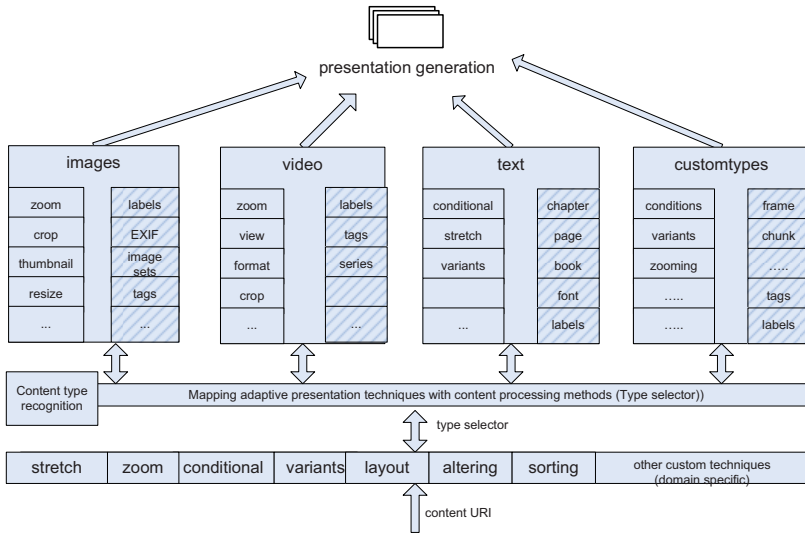 presentation generation
images
zoom
crop
thumbnail
resize
...
labels
EXIF
image
sets
tags
...
video
zoom
view
format
crop
...
labels
tags
series
...
text
conditional
stretch
variants
...
chapter
page
book
font
labels
customtypes
conditions
variants
zooming
.....
.....
frame
chunk
.....
tags
labels
Content type
recognition
Mapping adaptive presentation techniques with content processing methods (Type selector))
type selector
stretch
zoom
conditional
variants
layout
altering
sorting
other custom techniques
(domain specific)
content URI